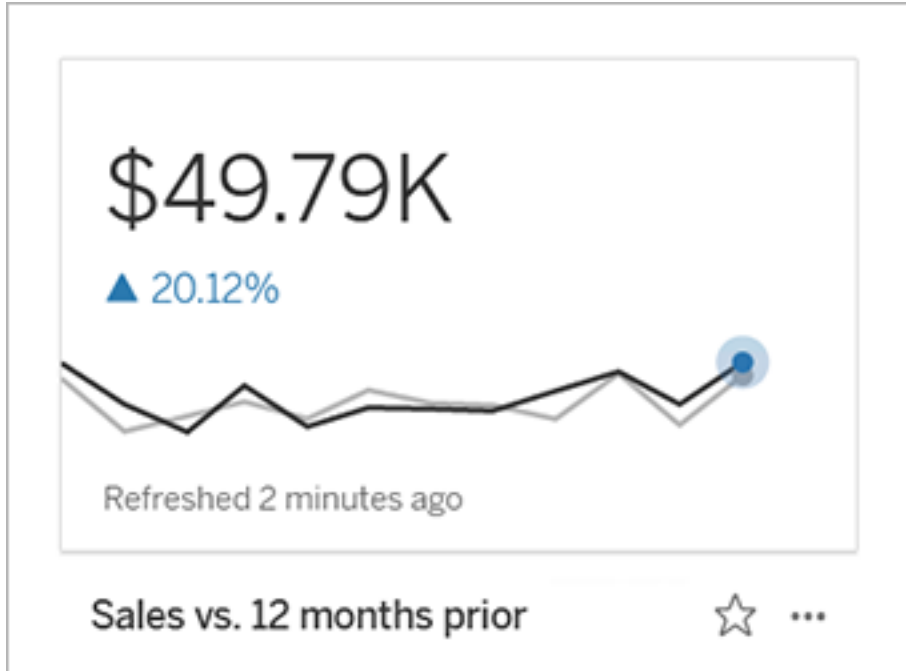 $49.79K
▲ 20.12%
Refreshed 2 minutes ago
Sales vs. 12 months prior